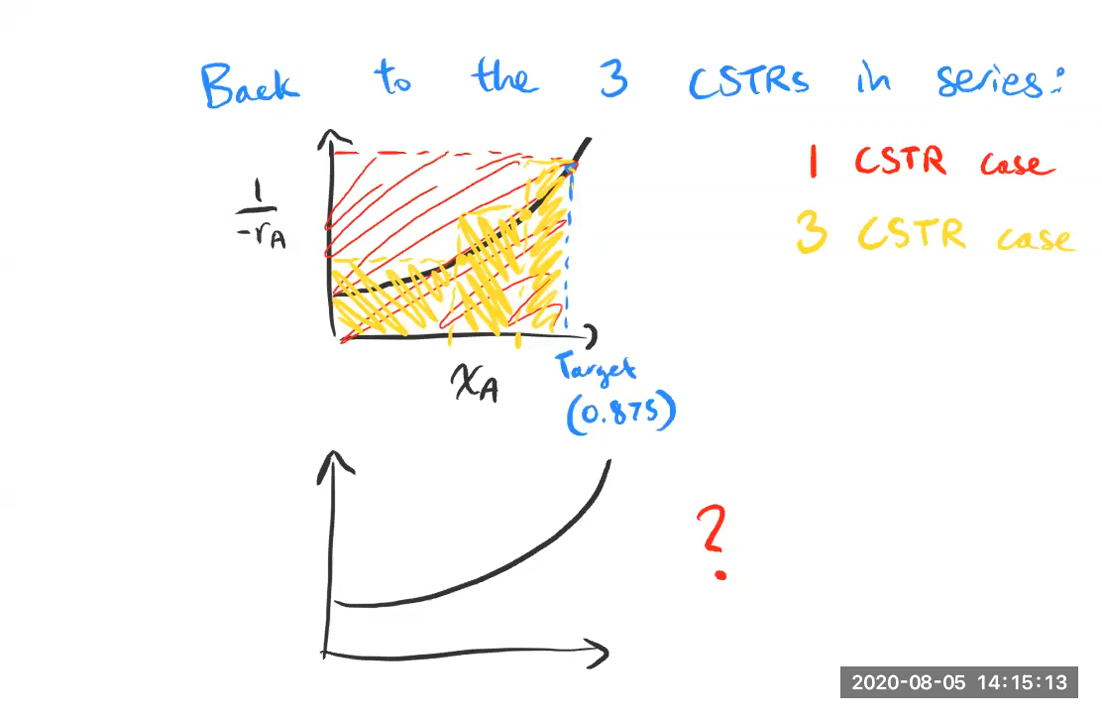 Back to the 3 CSTRs in series:
1 CSTR case
3 CSTR case
1
-rA
xA
Target
(0.875)
?
2020-08-05 14:15:13